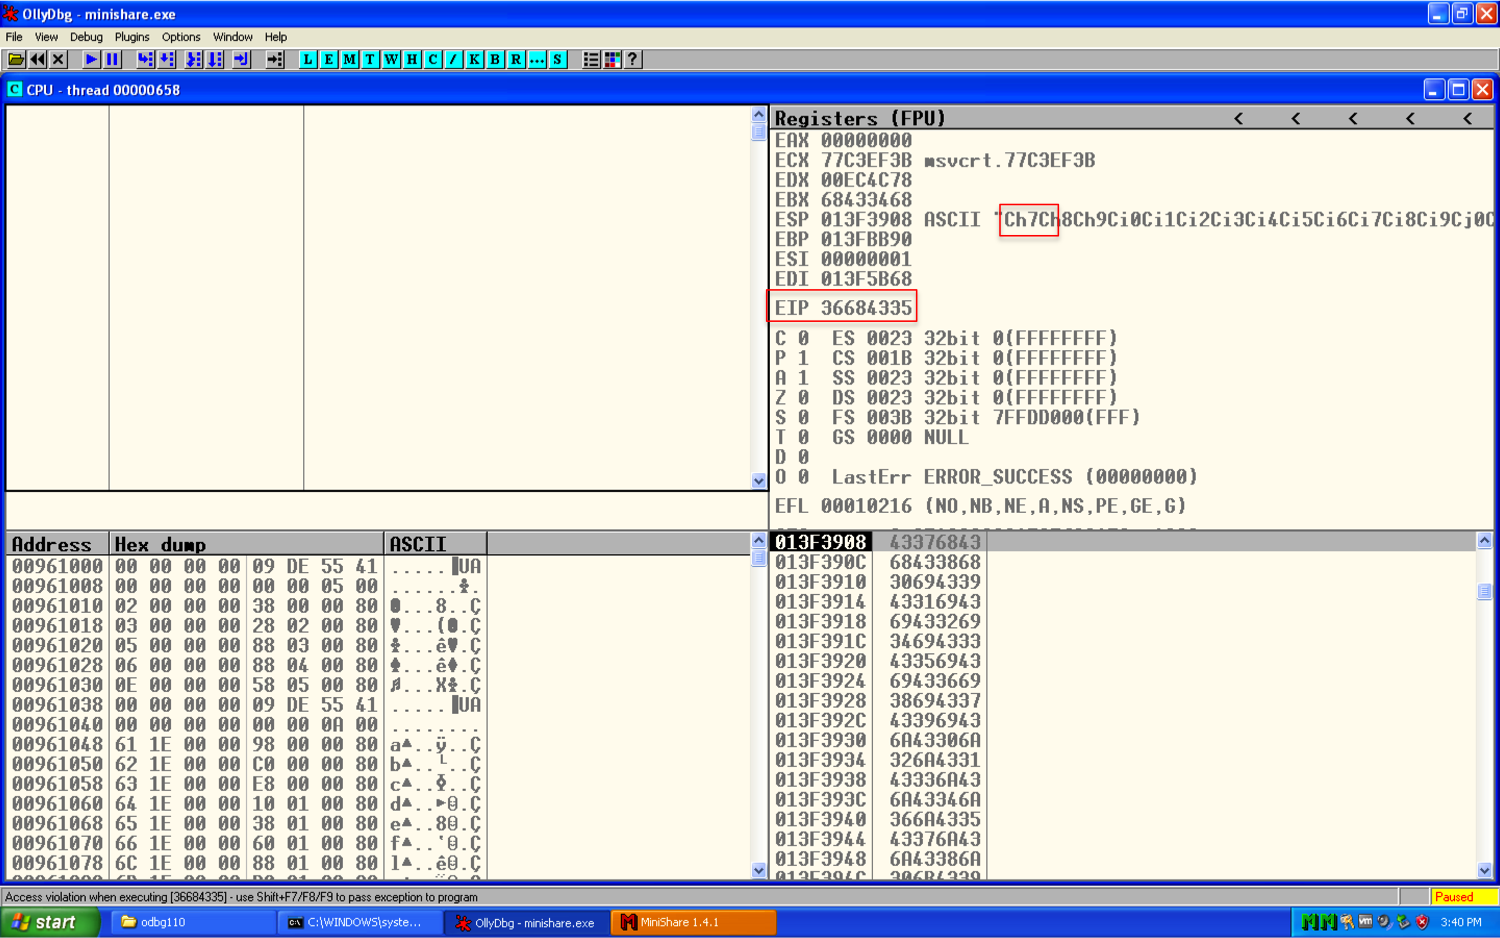 OllyDbg - minishare.exe
File View Debug Plugins Options Window Help
L E M T W H C / K B R ... S ?
C CPU - thread 00000658
Registers (FPU) < < < < <
EAX 00000000
ECX 77C3EF3B msvcrt.77C3EF3B
EDX 00EC4C78
EBX 68433468
ESP 013F3908 ASCII "Ch7Ch8Ch9Ci0Ci1Ci2Ci3Ci4Ci5Ci6Ci7Ci8Ci9Cj0C
EBP 013FBB90
ESI 00000001
EDI 013F5B68
EIP 36684335
C 0 ES 0023 32bit 0(FFFFFFFF)
P 1 CS 001B 32bit 0(FFFFFFFF)
A 1 SS 0023 32bit 0(FFFFFFFF)
Z 0 DS 0023 32bit 0(FFFFFFFF)
S 0 FS 003B 32bit 7FFDD000(FFF)
T 0 GS 0000 NULL
D 0
O 0 LastErr ERROR_SUCCESS (00000000)
EFL 00010216 (NO,NB,NE,A,NS,PE,GE,G)
Address Hex dump ASCII
00961000 00 00 00 00 09 DE 55 41 .....▐UA
00961008 00 00 00 00 00 00 05 00 ......♣.
00961010 02 00 00 00 38 00 00 80 ☻...8..Ç
00961018 03 00 00 00 28 02 00 80 ♥...(☻.Ç
00961020 05 00 00 00 88 03 00 80 ♣...ê♥.Ç
00961028 06 00 00 00 88 04 00 80 ♠...ê♦.Ç
00961030 0E 00 00 00 58 05 00 80 ♬...X♣.Ç
00961038 00 00 00 00 09 DE 55 41 .....▐UA
00961040 00 00 00 00 00 00 0A 00 ........
00961048 61 1E 00 00 98 00 00 80 a▲..ÿ..Ç
00961050 62 1E 00 00 C0 00 00 80 b▲..└..Ç
00961058 63 1E 00 00 E8 00 00 80 c▲..Φ..Ç
00961060 64 1E 00 00 10 01 00 80 d▲..►☺.Ç
00961068 65 1E 00 00 38 01 00 80 e▲..8☺.Ç
00961070 66 1E 00 00 60 01 00 80 f▲..`☺.Ç
00961078 6C 1E 00 00 88 01 00 80 l▲..ê☺.Ç
013F3908 43376843
013F390C 68433868
013F3910 30694339
013F3914 43316943
013F3918 69433269
013F391C 34694333
013F3920 43356943
013F3924 69433669
013F3928 38694337
013F392C 43396943
013F3930 6A43306A
013F3934 326A4331
013F3938 43336A43
013F393C 6A43346A
013F3940 366A4335
013F3944 43376A43
013F3948 6A43386A
013F394C 306B4339
Access violation when executing [36684335] - use Shift+F7/F8/F9 to pass exception to program Paused
start odbg110 C:\WINDOWS\syste... OllyDbg - minishare.exe MiniShare 1.4.1 3:40 PM